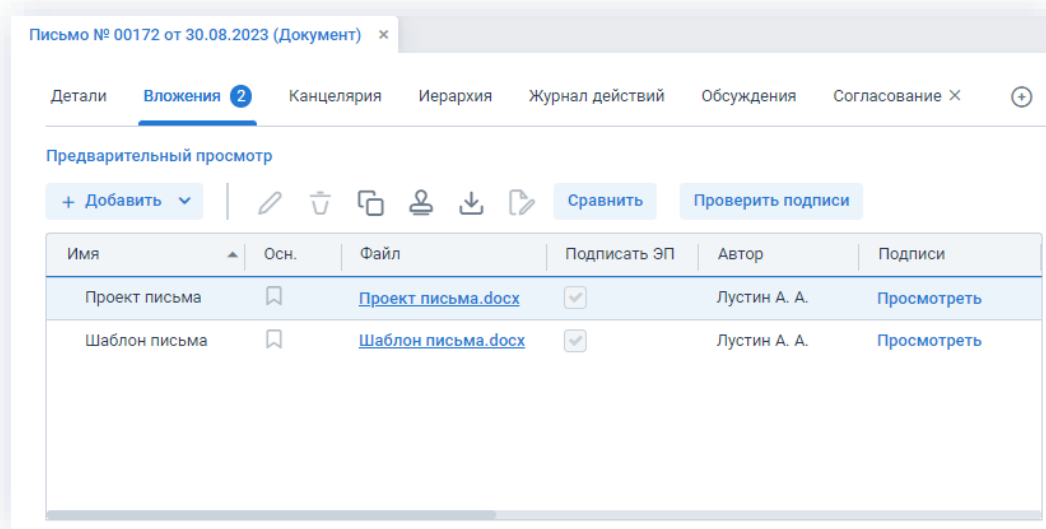 Письмо № 00172 от 30.08.2023 (Документ) ×
Детали Вложения 2 Канцелярия Иерархия Журнал действий Обсуждения Согласование ×
Предварительный просмотр
+ Добавить Сравнить Проверить подписи
Имя Осн. Файл Подписать ЭП Автор Подписи
Проект письма Проект письма.docx Лустин А. А. Просмотреть
Шаблон письма Шаблон письма.docx Лустин А. А. Просмотреть